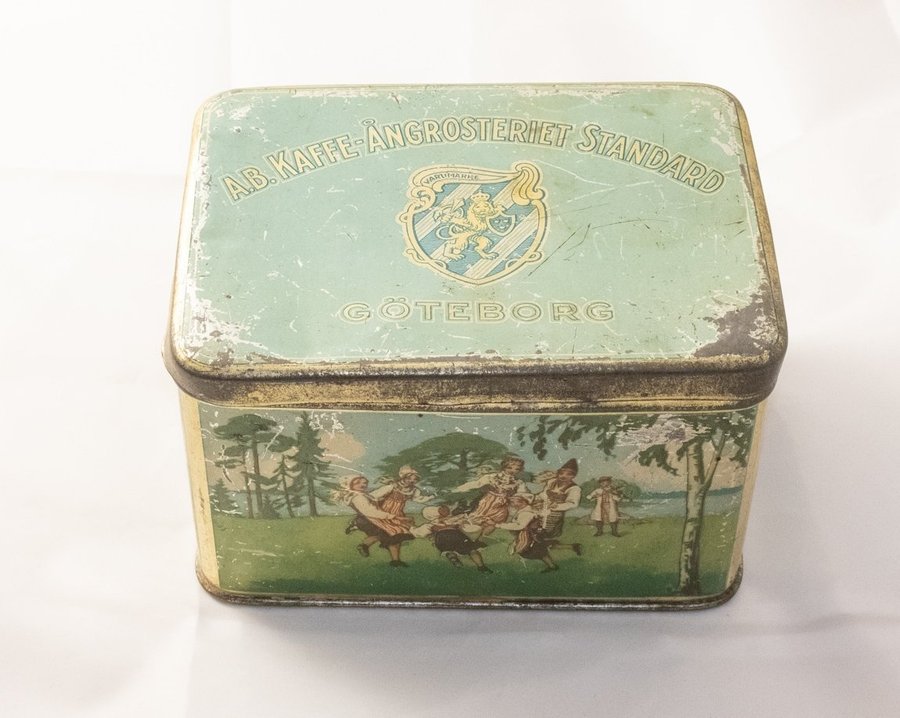 A.B. KAFFE-ÅNGROSTERIET STANDARD
VARUMÄRKE
GÖTEBORG